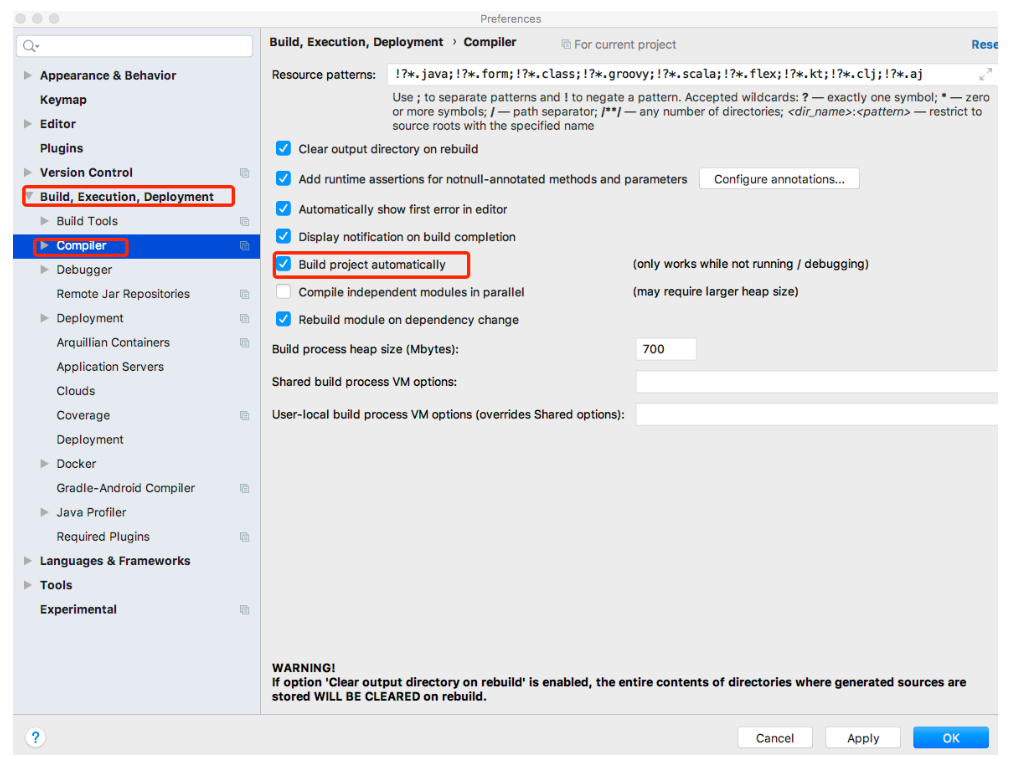 Preferences
Appearance & Behavior
Keymap
Editor
Plugins
Version Control
Build, Execution, Deployment
Build Tools
Compiler
Debugger
Remote Jar Repositories
Deployment
Arquillian Containers
Application Servers
Clouds
Coverage
Deployment
Docker
Gradle-Android Compiler
Java Profiler
Required Plugins
Languages & Frameworks
Tools
Experimental
Build, Execution, Deployment › Compiler For current project Rese
Resource patterns: !?*.java;!?*.form;!?*.class;!?*.groovy;!?*.scala;!?*.flex;!?*.kt;!?*.clj;!?*.aj
Use ; to separate patterns and ! to negate a pattern. Accepted wildcards: ? — exactly one symbol; * — zero
or more symbols; / — path separator; /**/ — any number of directories; <dir_name>:<pattern> — restrict to
source roots with the specified name
Clear output directory on rebuild
Add runtime assertions for notnull-annotated methods and parameters Configure annotations...
Automatically show first error in editor
Display notification on build completion
Build project automatically (only works while not running / debugging)
Compile independent modules in parallel (may require larger heap size)
Rebuild module on dependency change
Build process heap size (Mbytes): 700
Shared build process VM options:
User-local build process VM options (overrides Shared options):
WARNING!
If option 'Clear output directory on rebuild' is enabled, the entire contents of directories where generated sources are
stored WILL BE CLEARED on rebuild.
? Cancel Apply OK